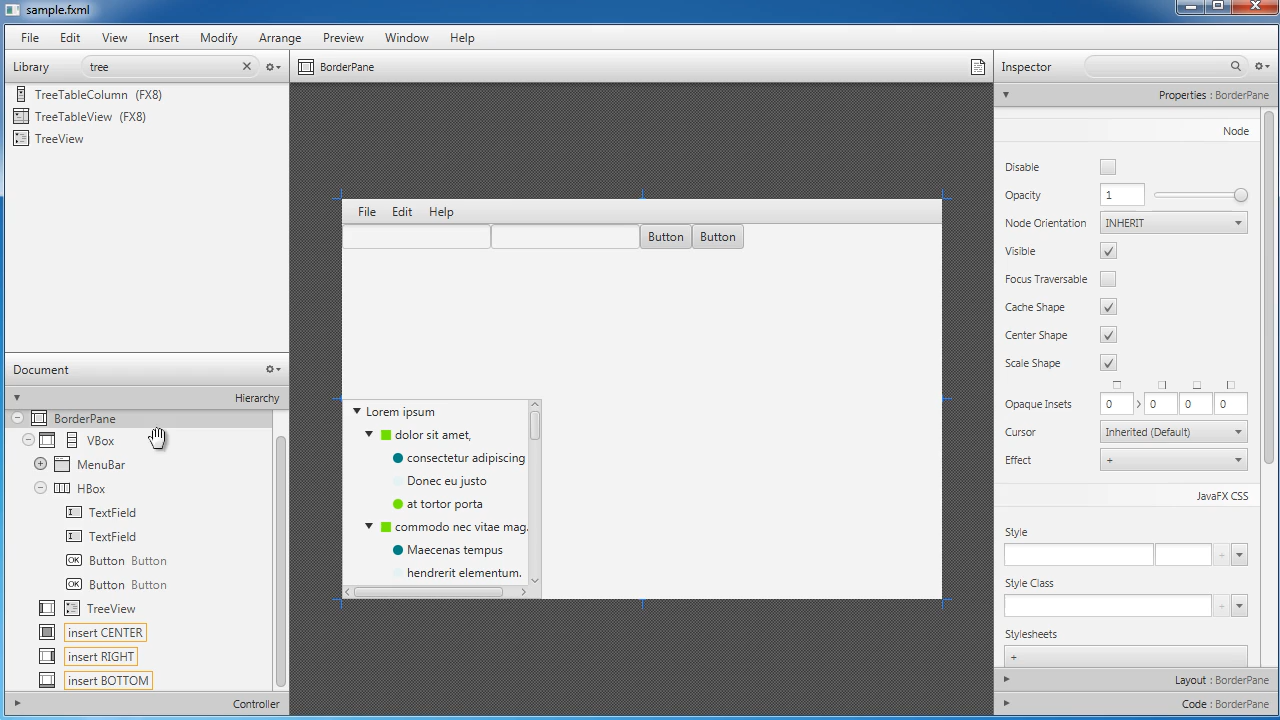 sample.fxml
File Edit View Insert Modify Arrange Preview Window Help
Library tree
TreeTableColumn (FX8)
TreeTableView (FX8)
TreeView
Document
Hierarchy
BorderPane
VBox
MenuBar
HBox
TextField
TextField
Button Button
Button Button
TreeView
insert CENTER
insert RIGHT
insert BOTTOM
Controller
BorderPane
File Edit Help
Button Button
Lorem ipsum
dolor sit amet,
consectetur adipiscing
Donec eu justo
at tortor porta
commodo nec vitae mag.
Maecenas tempus
hendrerit elementum.
Inspector
Properties : BorderPane
Node
Disable
Opacity 1
Node Orientation INHERIT
Visible
Focus Traversable
Cache Shape
Center Shape
Scale Shape
Opaque Insets 0 0 0 0
Cursor Inherited (Default)
Effect +
JavaFX CSS
Style
+
Style Class
+
Stylesheets
+
Layout : BorderPane
Code : BorderPane